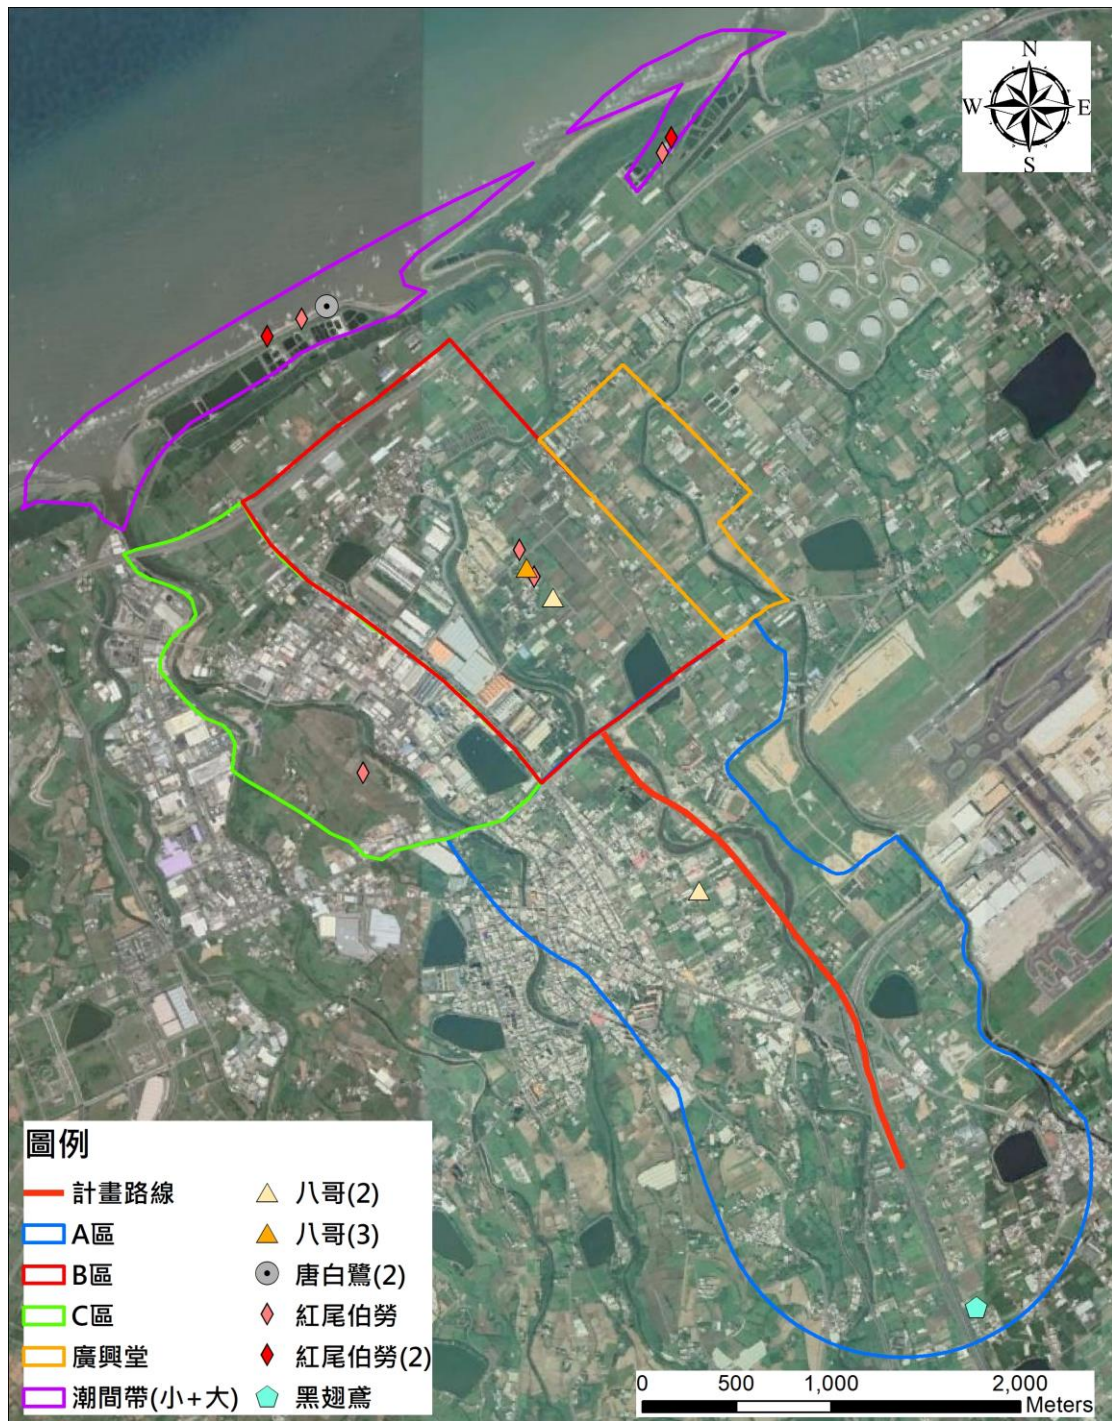 N
W E
S
圖例
計畫路線
A區
B區
C區
廣興堂
潮間帶(小+大)
八哥(2)
八哥(3)
唐白鷺(2)
紅尾伯勞
紅尾伯勞(2)
黑翅鳶
0 500 1,000 2,000
Meters